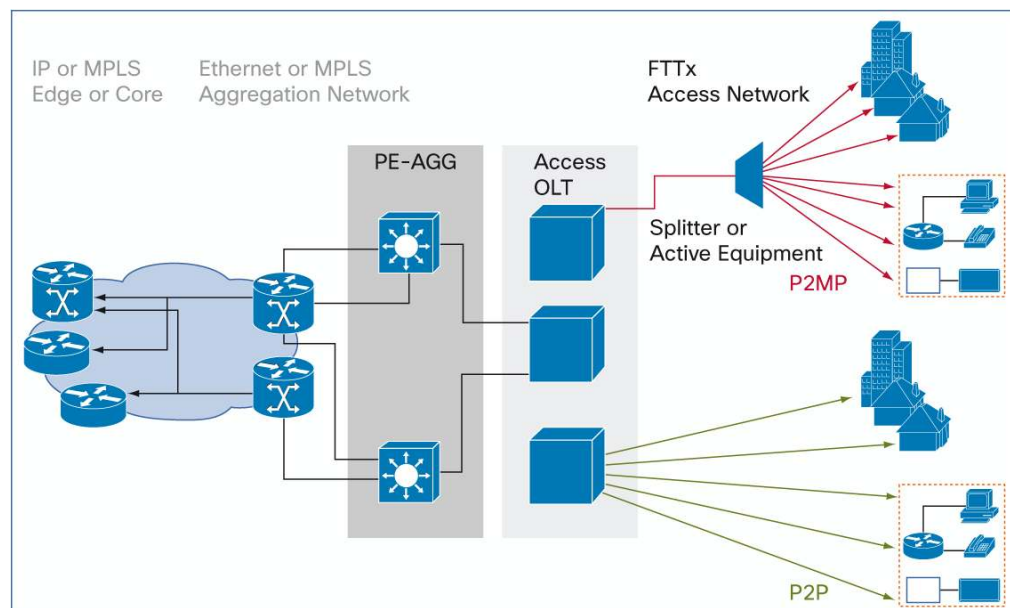 IP or MPLS
Edge or Core
Ethernet or MPLS
Aggregation Network
FTTx
Access Network
PE-AGG
Access
OLT
Splitter or
Active Equipment
P2MP
P2P